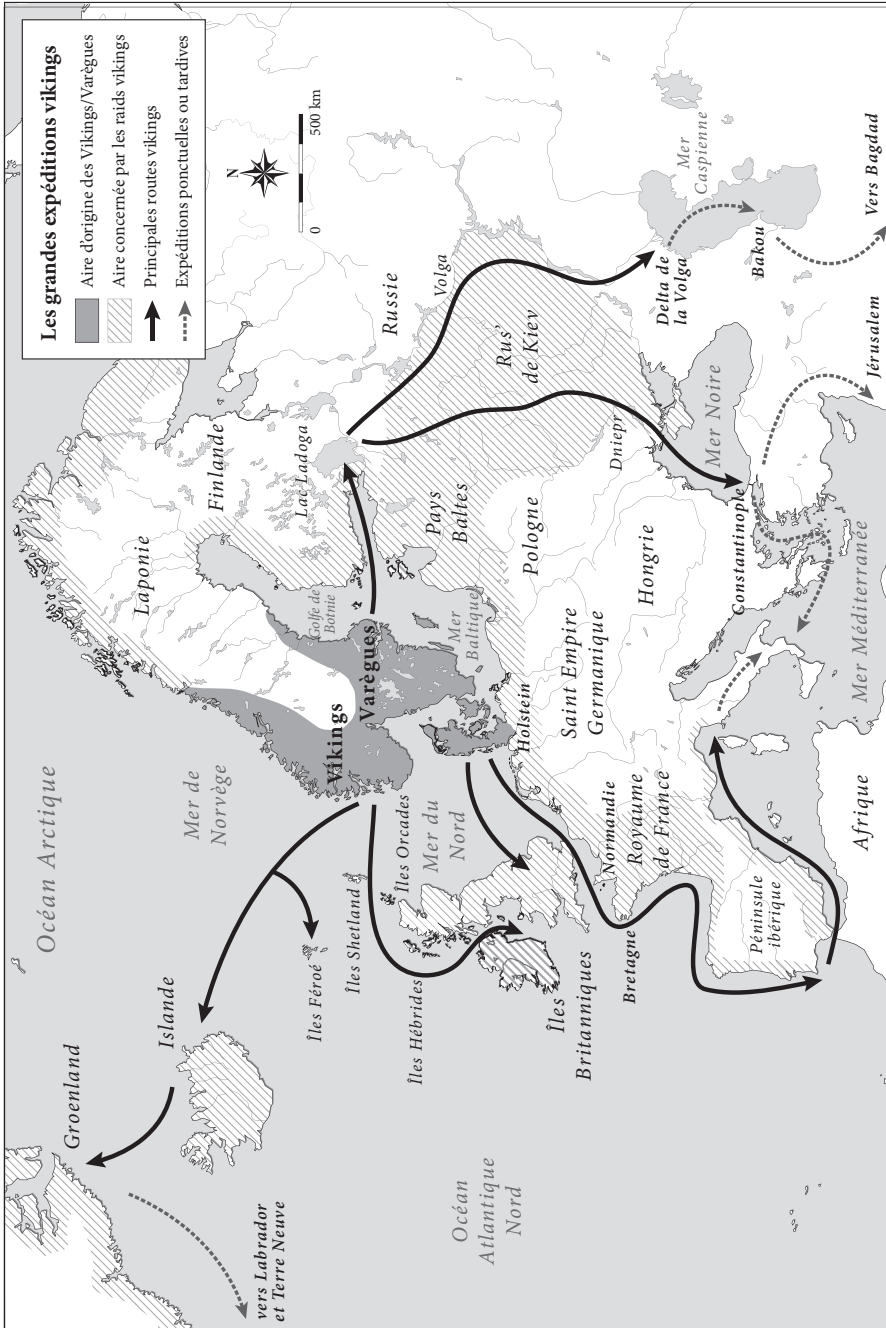 Les grandes expéditions vikings
Aire d'origine des Vikings/Varègues
Aire concernée par les raids vikings
Principales routes vikings
Expéditions ponctuelles ou tardives
N
0
500 km
Océan Arctique
Groenland
vers Labrador
et Terre Neuve
Islande
Mer de
Norvège
Laponie
Finlande
Golfe de
Botnie
Lac Ladoga
Russie
Volga
Vikings
Varègues
Îles Féroé
Îles Shetland
Îles Orcades
Îles Hébrides
Mer du
Nord
Mer
Baltique
Pays
Baltes
Rus'
de Kiev
Océan
Atlantique
Nord
Îles
Britanniques
Holstein
Pologne
Dniepr
Saint Empire
Germanique
Hongrie
Normandie
Royaume
de France
Bretagne
Péninsule
ibérique
Afrique
Mer Méditerranée
Constantinople
Mer Noire
Delta de
la Volga
Mer
Caspienne
Bakou
Jérusalem
Vers Bagdad